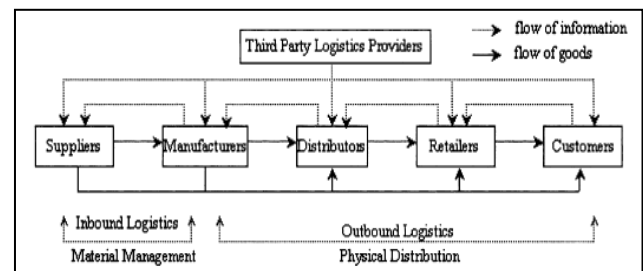 flow of information
Third Party Logistics Providers
flow of goods
Suppliers
Manufacturers
Distributors
Retailers
Customers
Inbound Logistics
Outbound Logistics
Material Management
Physical Distribution